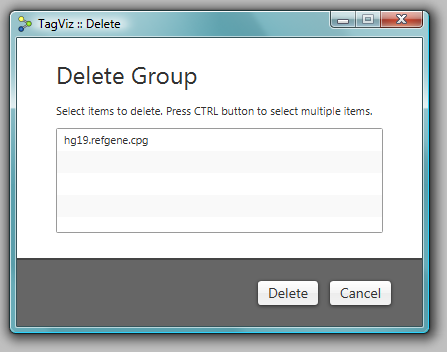 TagViz :: Delete
Delete Group
Select items to delete. Press CTRL button to select multiple items.
hg19.refgene.cpg
Delete Cancel